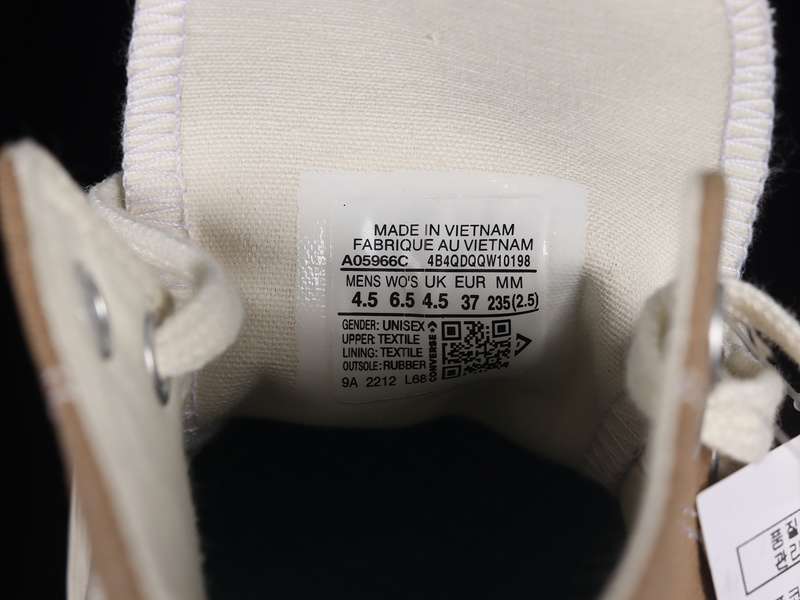 MADE IN VIETNAM
FABRIQUE AU VIETNAM
A05966C 4B4QDQQW10198
MENS WO'S UK EUR MM
4.5 6.5 4.5 37 235(2.5)
GENDER: UNISEX
UPPER: TEXTILE
LINING: TEXTILE
OUTSOLE: RUBBER
9A 2212 L68
CONVERSE